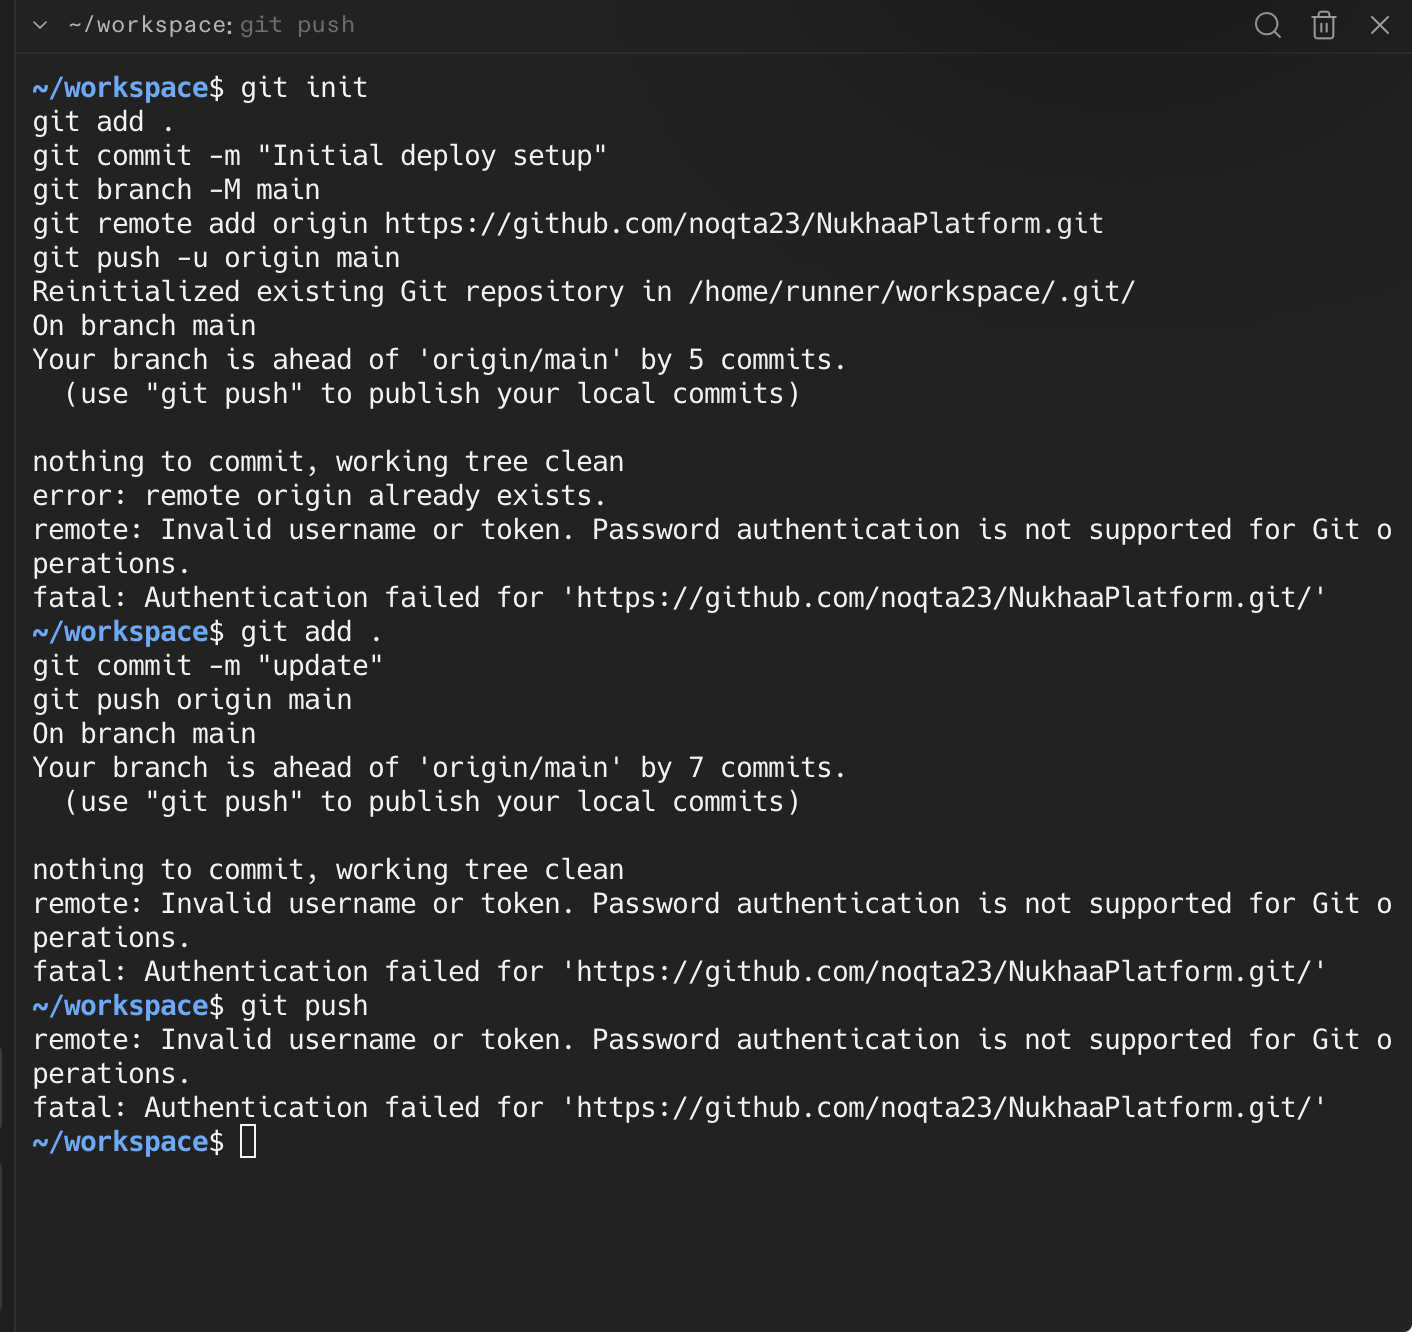 ~/workspace: git push
~/workspace$ git init
git add .
git commit -m "Initial deploy setup"
git branch -M main
git remote add origin https://github.com/noqta23/NukhaaPlatform.git
git push -u origin main
Reinitialized existing Git repository in /home/runner/workspace/.git/
On branch main
Your branch is ahead of 'origin/main' by 5 commits.
  (use "git push" to publish your local commits)

nothing to commit, working tree clean
error: remote origin already exists.
remote: Invalid username or token. Password authentication is not supported for Git o
perations.
fatal: Authentication failed for 'https://github.com/noqta23/NukhaaPlatform.git/'
~/workspace$ git add .
git commit -m "update"
git push origin main
On branch main
Your branch is ahead of 'origin/main' by 7 commits.
  (use "git push" to publish your local commits)

nothing to commit, working tree clean
remote: Invalid username or token. Password authentication is not supported for Git o
perations.
fatal: Authentication failed for 'https://github.com/noqta23/NukhaaPlatform.git/'
~/workspace$ git push
remote: Invalid username or token. Password authentication is not supported for Git o
perations.
fatal: Authentication failed for 'https://github.com/noqta23/NukhaaPlatform.git/'
~/workspace$